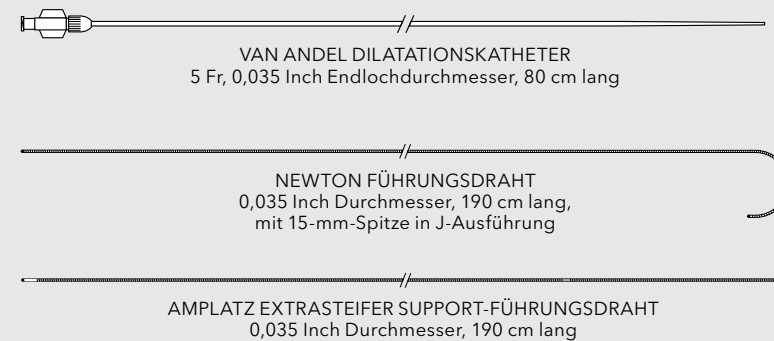 VAN ANDEL DILATATIONSKATHETER
5 Fr, 0,035 Inch Endlochdurchmesser, 80 cm lang
NEWTON FÜHRUNGSDRAHT
0,035 Inch Durchmesser, 190 cm lang,
mit 15-mm-Spitze in J-Ausführung
AMPLATZ EXTRASTEIFER SUPPORT-FÜHRUNGSDRAHT
0,035 Inch Durchmesser, 190 cm lang